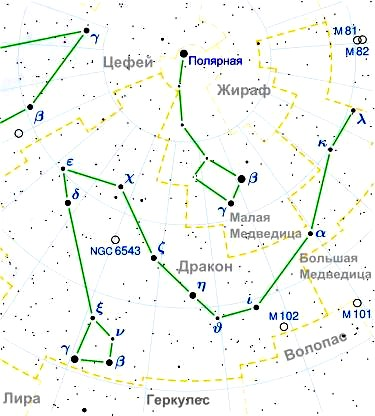 M 81
M 82
γ
Цефей
Полярная
Жираф
β
λ
κ
ε
χ
δ
β
γ
Малая
Медведица
α
NGC 6543
ζ
Дракон
Большая
Медведица
η
i
M 101
ξ
ϑ
M 102
ν
γ
β
Волопас
Лира
Геркулес